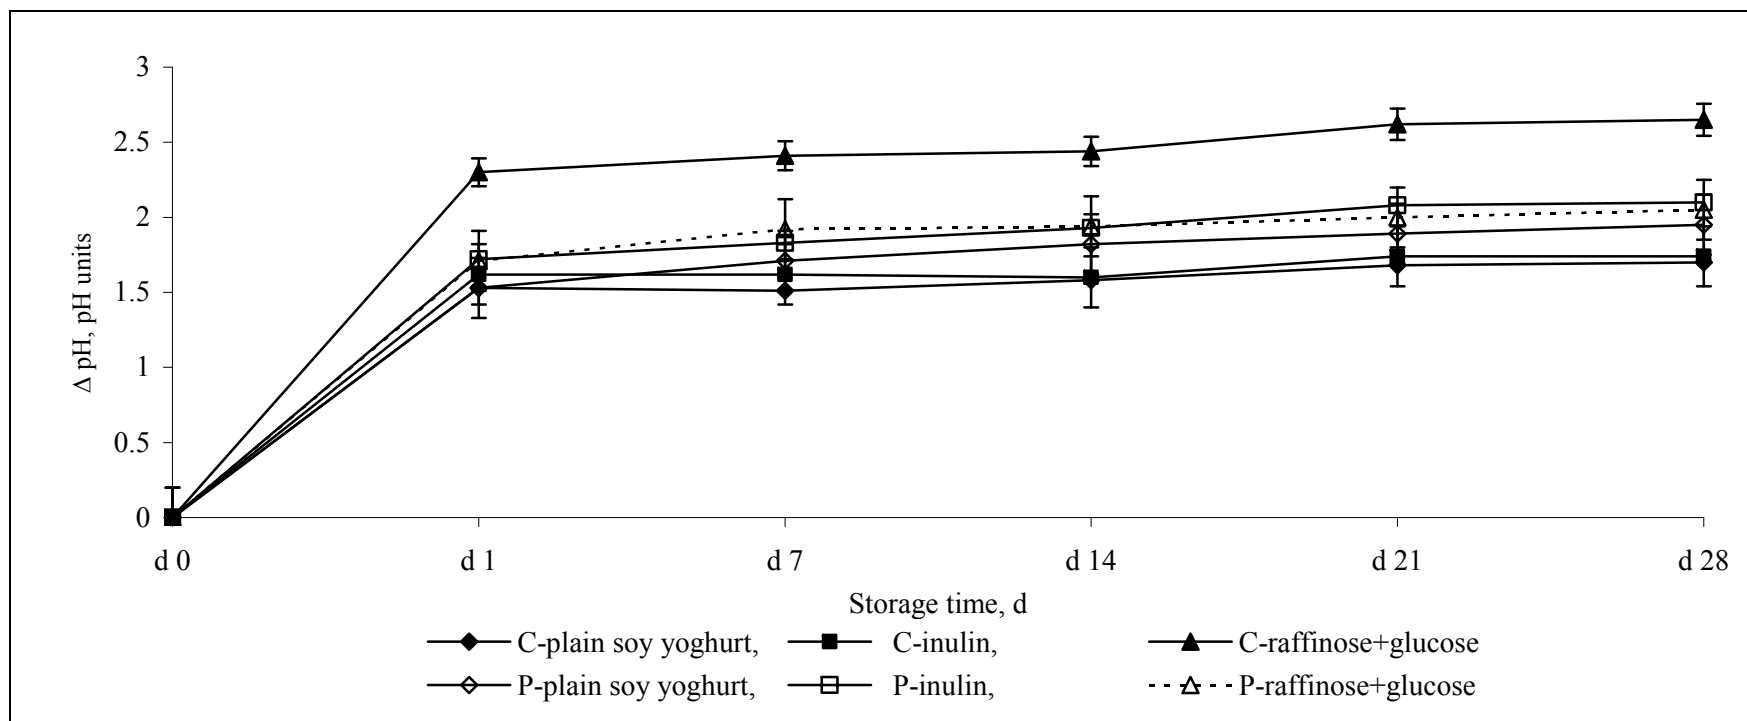 3
2.5
2
1.5
1
0.5
0
Δ pH, pH units
d 0 d 1 d 7 d 14 d 21 d 28
Storage time, d
C-plain soy yoghurt, C-inulin, C-raffinose+glucose
P-plain soy yoghurt, P-inulin, P-raffinose+glucose